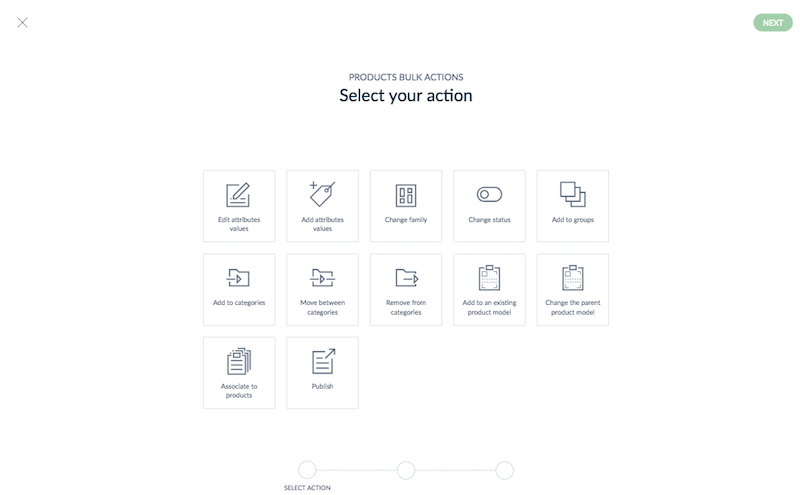 NEXT
PRODUCTS BULK ACTIONS
Select your action
Edit attributes
values
Add attributes
values
Change family
Change status
Add to groups
Add to categories
Move between
categories
Remove from
categories
Add to an existing
product model
Change the parent
product model
Associate to
products
Publish
SELECT ACTION